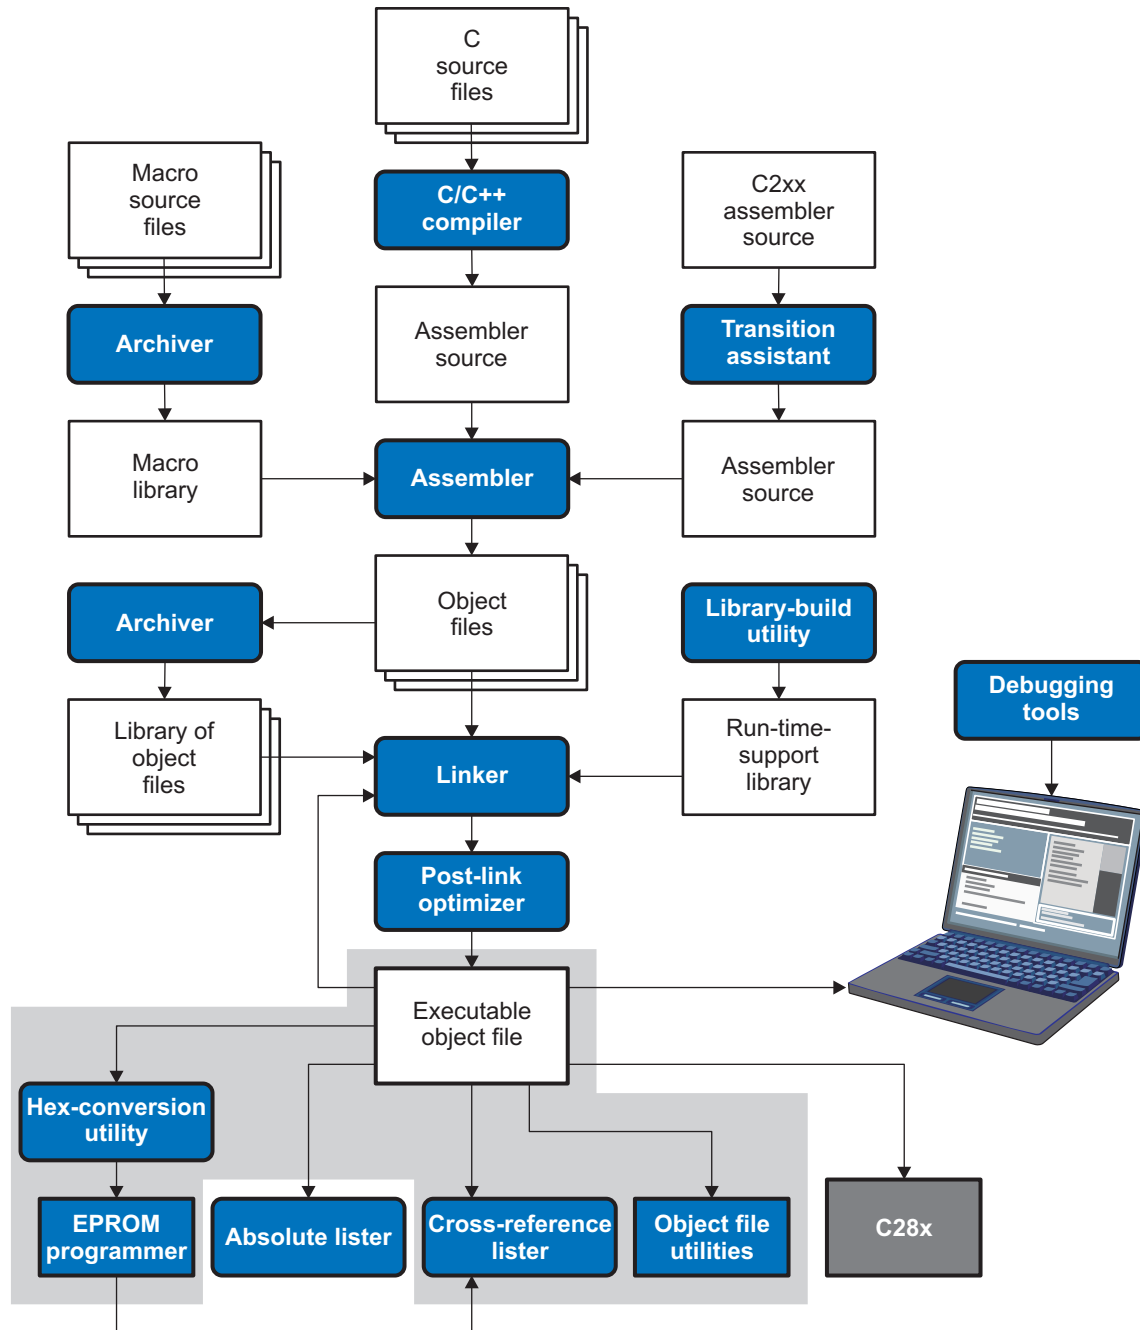 C
source
files
Macro
source
files
C/C++
compiler
C2xx
assembler
source
Archiver
Assembler
source
Transition
assistant
Macro
library
Assembler
Assembler
source
Archiver
Object
files
Library-build
utility
Debugging
tools
Library of
object
files
Linker
Run-time-
support
library
Post-link
optimizer
Executable
object file
Hex-conversion
utility
EPROM
programmer
Absolute lister
Cross-reference
lister
Object file
utilities
C28x